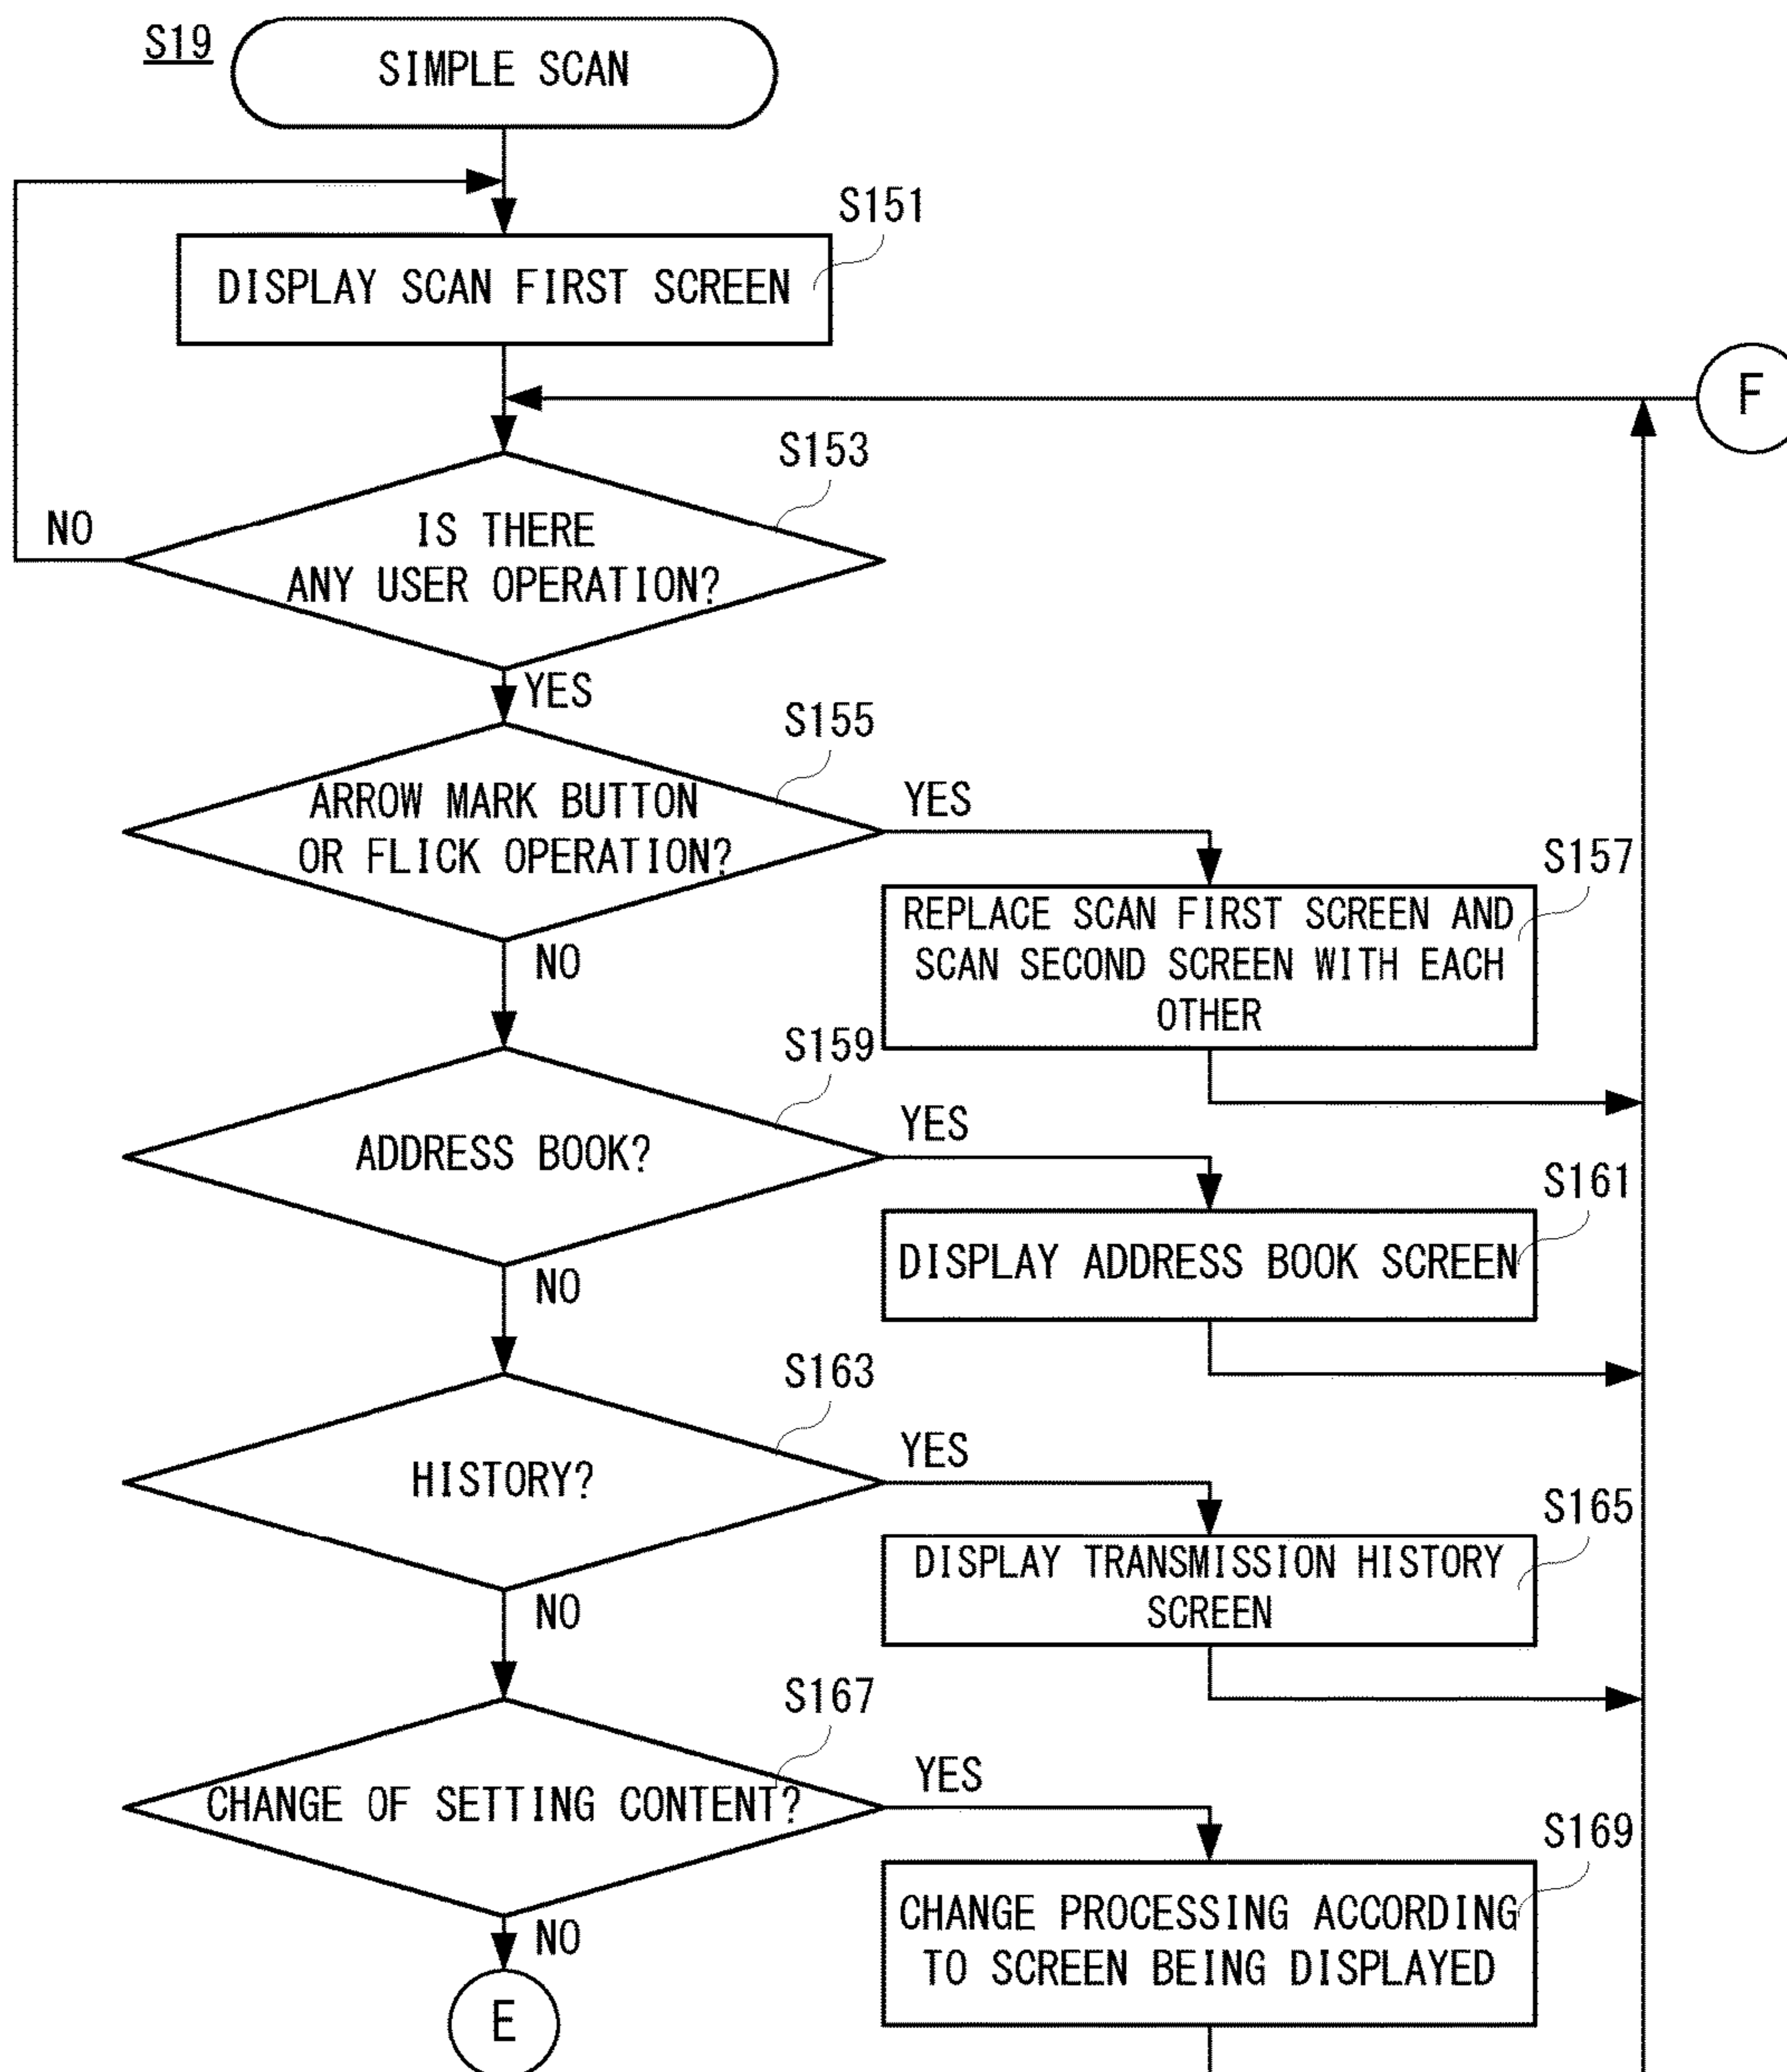 S19
SIMPLE SCAN
S151
DISPLAY SCAN FIRST SCREEN
F
S153
IS THERE
ANY USER OPERATION?
NO
YES
S155
ARROW MARK BUTTON
OR FLICK OPERATION?
YES
S157
REPLACE SCAN FIRST SCREEN AND
SCAN SECOND SCREEN WITH EACH
OTHER
NO
S159
ADDRESS BOOK?
YES
S161
DISPLAY ADDRESS BOOK SCREEN
NO
S163
HISTORY?
YES
S165
DISPLAY TRANSMISSION HISTORY
SCREEN
NO
S167
CHANGE OF SETTING CONTENT?
YES
S169
CHANGE PROCESSING ACCORDING
TO SCREEN BEING DISPLAYED
NO
E